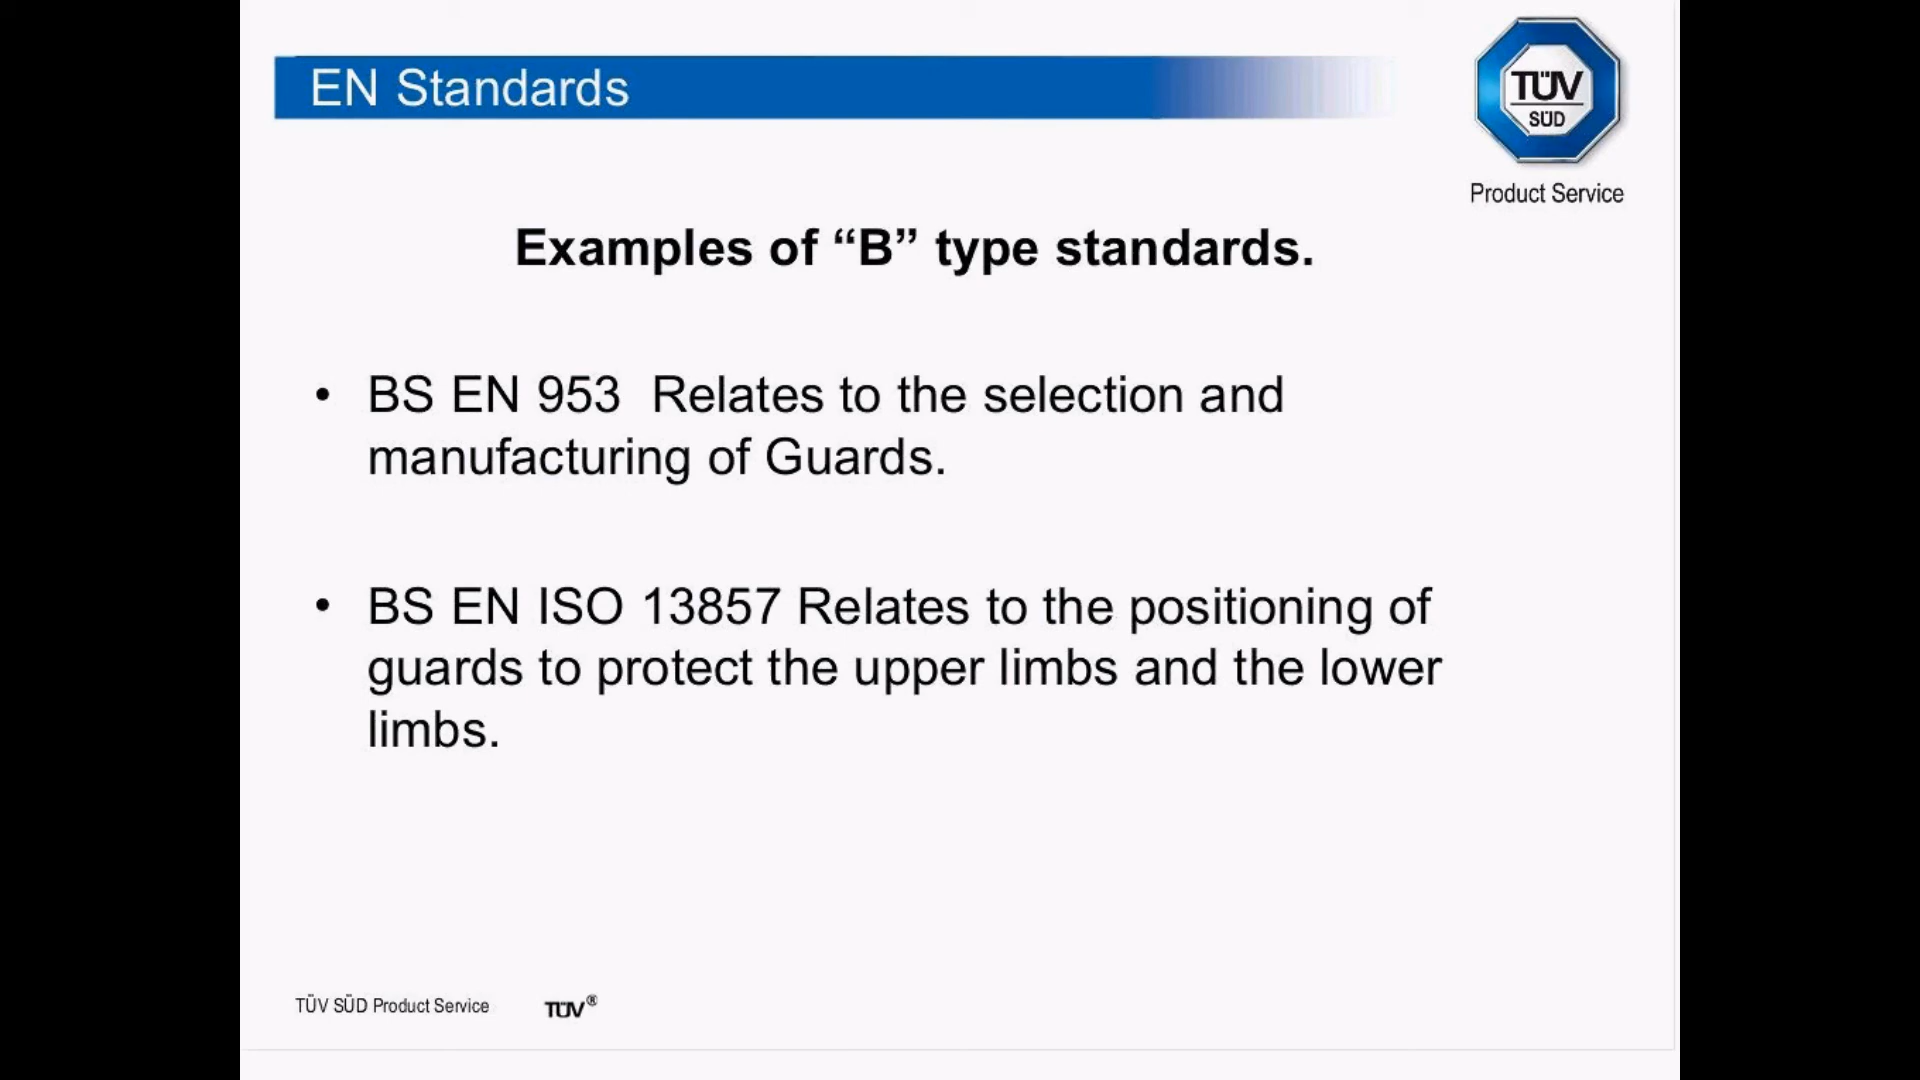 EN Standards
TÜV
SÜD
Product Service
Examples of “B” type standards.
• BS EN 953  Relates to the selection and
manufacturing of Guards.
• BS EN ISO 13857 Relates to the positioning of
guards to protect the upper limbs and the lower
limbs.
TÜV SÜD Product Service TÜV®